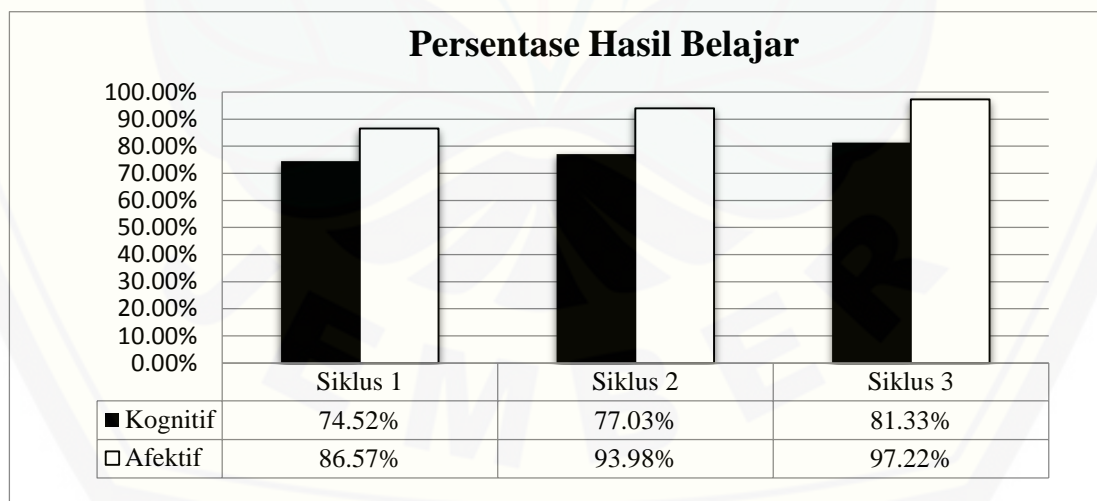 Persentase Hasil Belajar
100.00%
90.00%
80.00%
70.00%
60.00%
50.00%
40.00%
30.00%
20.00%
10.00%
0.00%
Siklus 1 Siklus 2 Siklus 3
Kognitif 74.52% 77.03% 81.33%
Afektif 86.57% 93.98% 97.22%
JEMBER